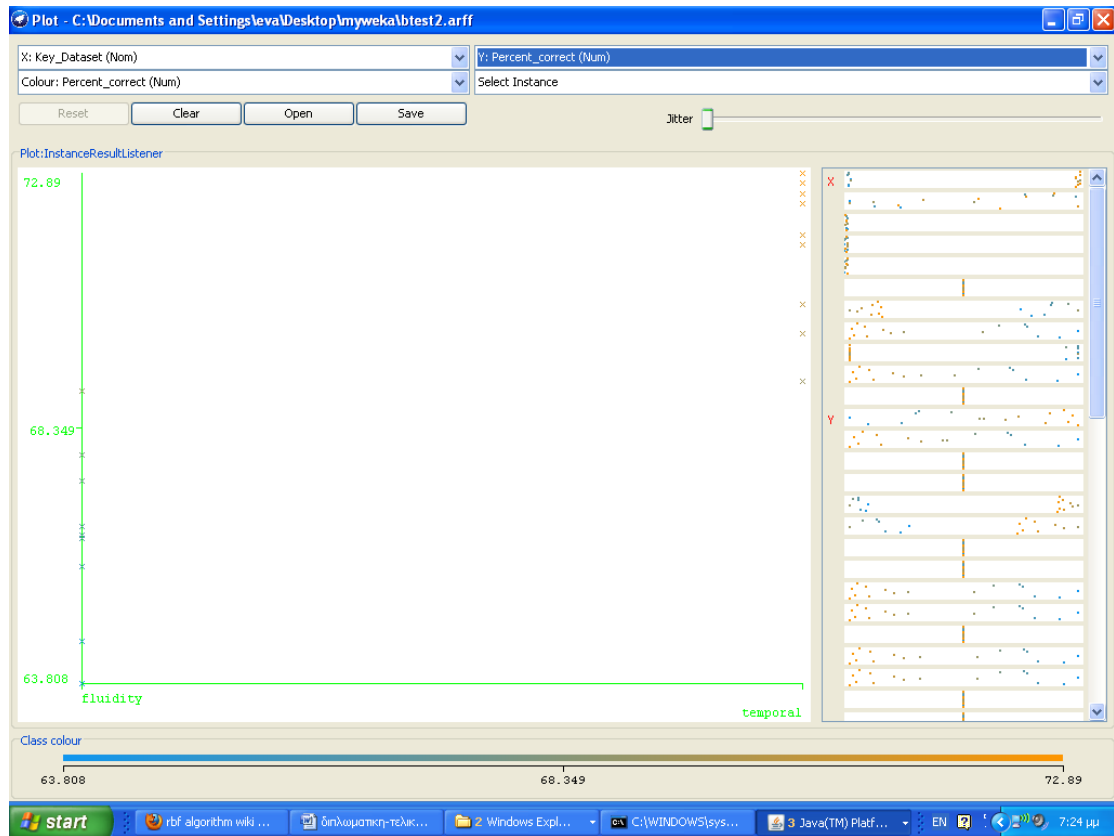 Plot - C:\Documents and Settings\eva\Desktop\myweka\btest2.arff
X: Key_Dataset (Nom)
Y: Percent_correct (Num)
Colour: Percent_correct (Num)
Select Instance
Reset
Clear
Open
Save
Jitter
Plot:InstanceResultListener
72.89
X
Y
68.349
63.808
fluidity
temporal
Class colour
63.808
68.349
72.89
start
rbf algorithm wiki ...
διπλωματικη-τελικ...
2 Windows Expl...
C:\WINDOWS\sys...
3 Java(TM) Platf...
EN
7:24 μμ